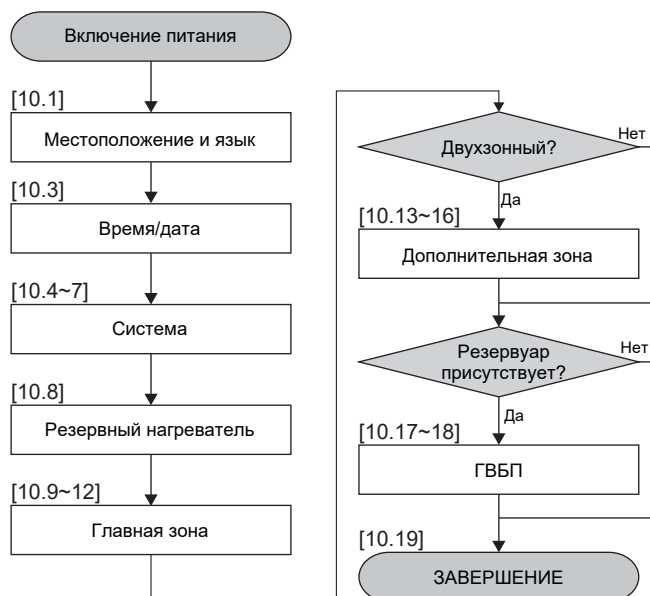 Включение питания
[10.1]
Местоположение и язык
[10.3]
Время/дата
[10.4~7]
Система
[10.8]
Резервный нагреватель
[10.9~12]
Главная зона
Двухзонный?
Нет
Да
[10.13~16]
Дополнительная зона
Резервуар
присутствует?
Нет
Да
[10.17~18]
ГВБП
[10.19]
ЗАВЕРШЕНИЕ